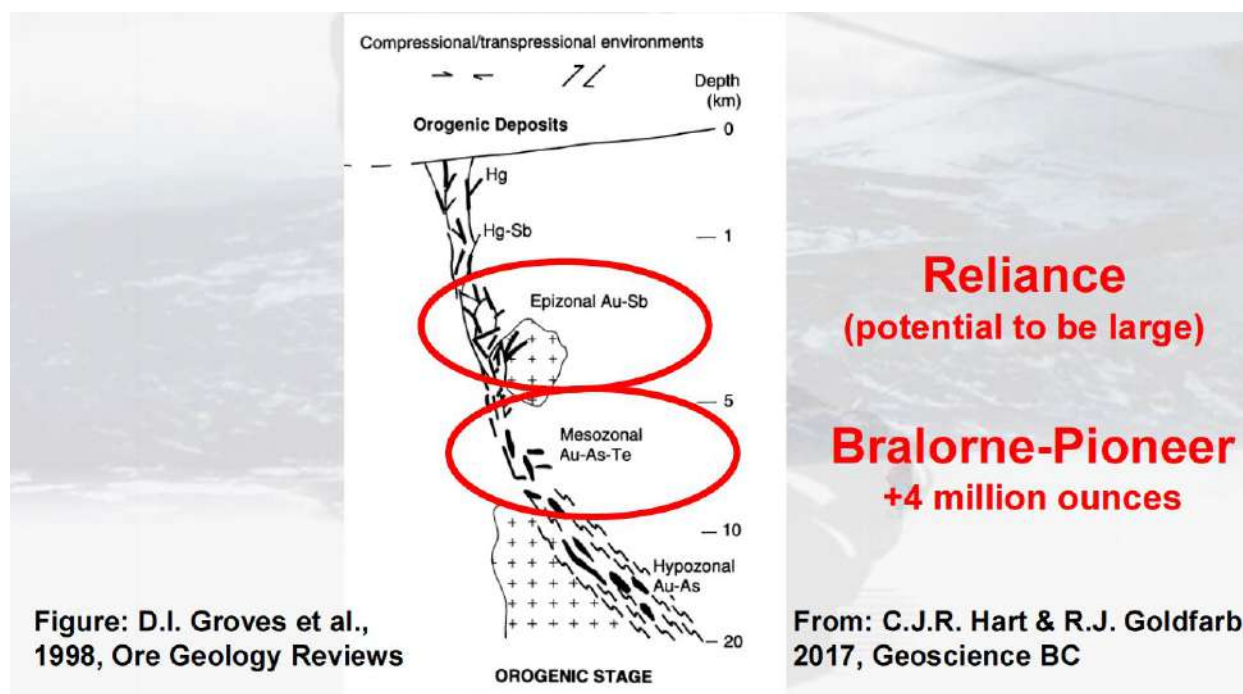 Compressional/transpressional environments
Depth
(km)
Orogenic Deposits
0
Hg
Hg-Sb
1
Epizonal Au-Sb
Reliance
(potential to be large)
5
Mesozonal
Au-As-Te
Bralorne-Pioneer
+4 million ounces
10
Hypozonal
Au-As
Figure: D.I. Groves et al.,
1998, Ore Geology Reviews
From: C.J.R. Hart & R.J. Goldfarb
2017, Geoscience BC
20
OROGENIC STAGE